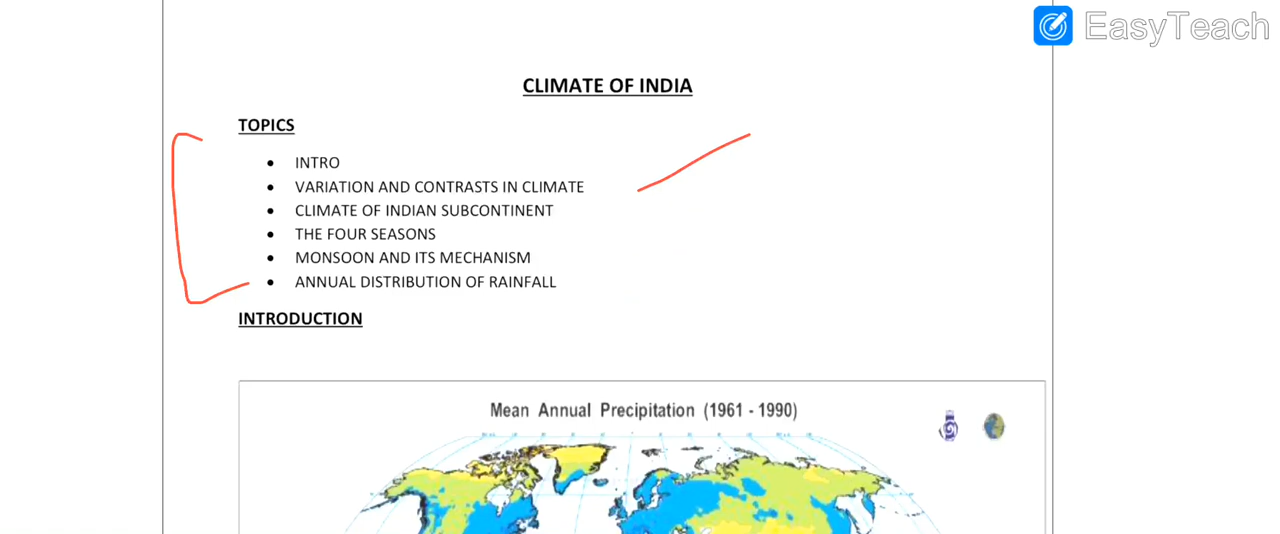 EasyTeach
CLIMATE OF INDIA
TOPICS
• INTRO
• VARIATION AND CONTRASTS IN CLIMATE
• CLIMATE OF INDIAN SUBCONTINENT
• THE FOUR SEASONS
• MONSOON AND ITS MECHANISM
• ANNUAL DISTRIBUTION OF RAINFALL
INTRODUCTION
Mean Annual Precipitation (1961 - 1990)